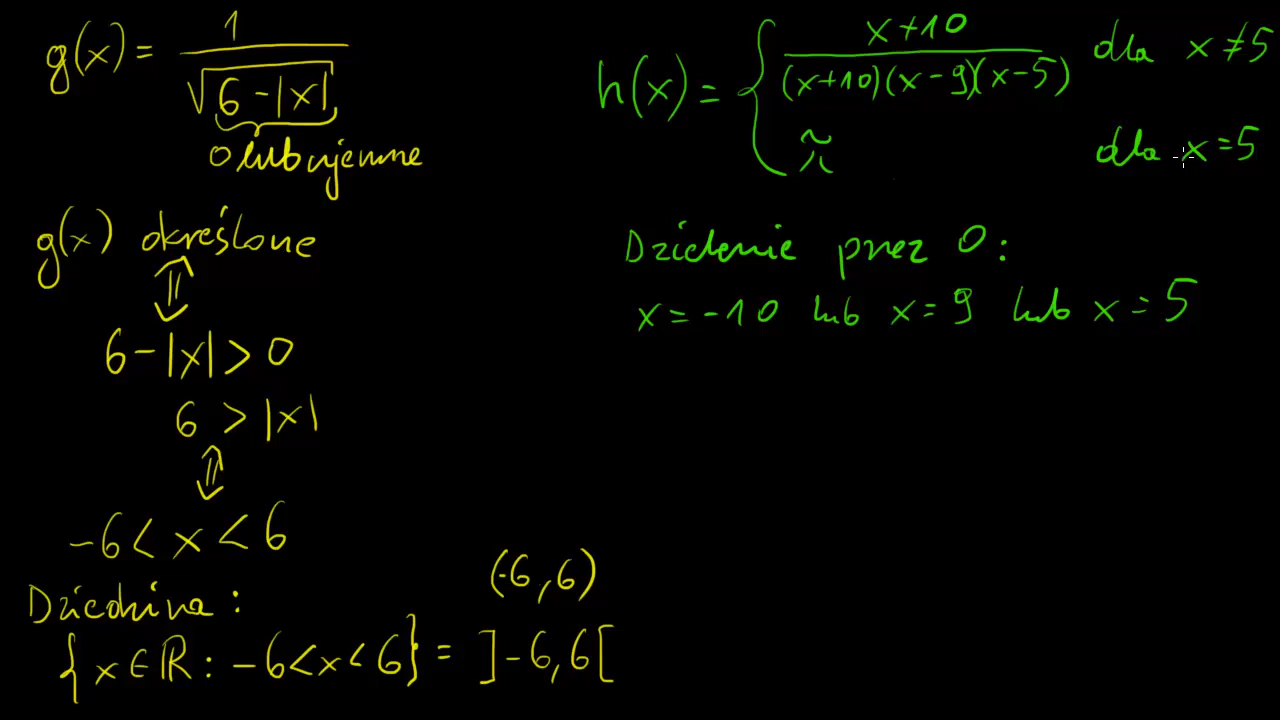 g(x) = 1/√(6-|x|)
0 lub ujemne
g(x) określone
⇕
6-|x| > 0
6 > |x|
⇕
-6 < x < 6
Dziedzina:
(-6,6)
{x∈ℝ: -6<x<6} = ]-6,6[
h(x) = { (x+10)/((x+10)(x-9)(x-5)) dla x≠5
π dla x=5
Dzielenie przez 0:
x=-10 lub x=9 lub x=5